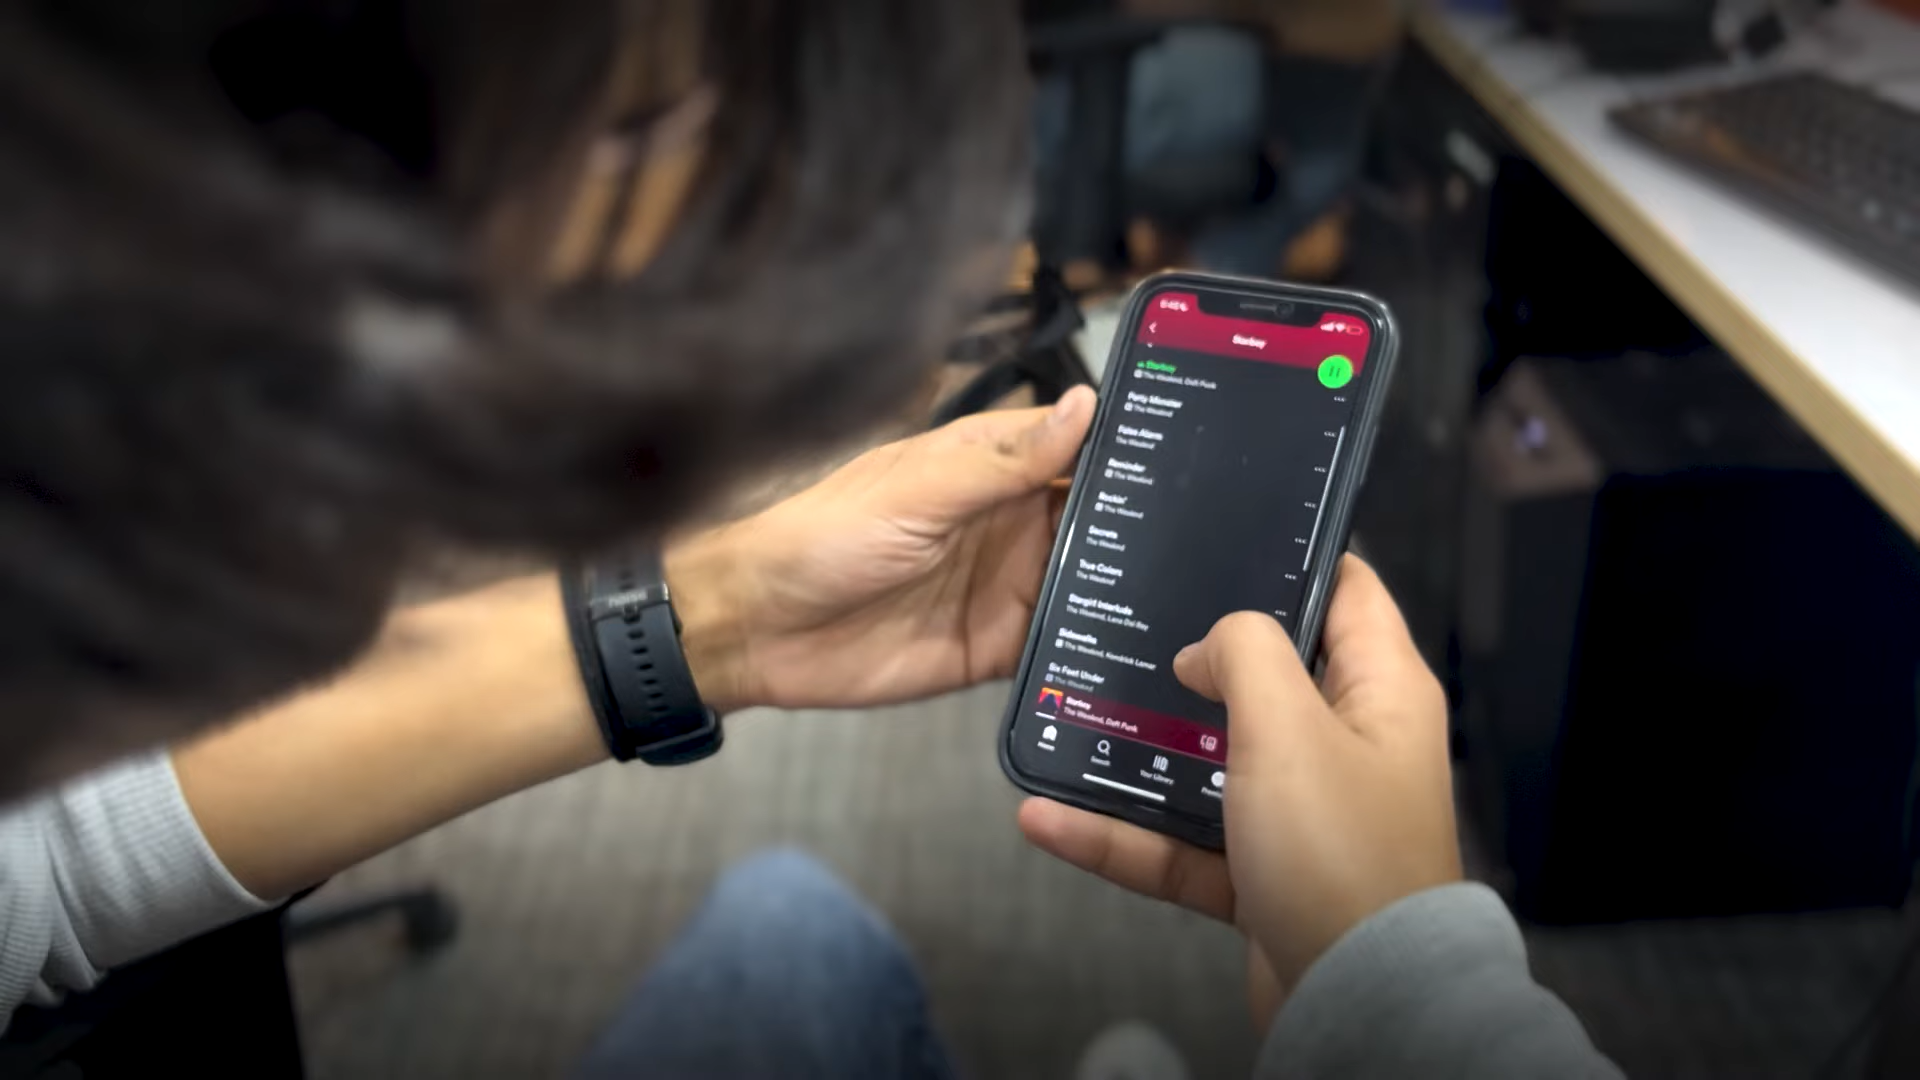 noise
Starboy
Starboy
The Weeknd, Daft Punk
Party Monster
The Weeknd
False Alarm
The Weeknd
Reminder
The Weeknd
Rockin'
The Weeknd
Secrets
The Weeknd
True Colors
The Weeknd
Stargirl Interlude
The Weeknd, Lana Del Rey
Sidewalks
The Weeknd, Kendrick Lamar
Six Feet Under
The Weeknd
Starboy
The Weeknd, Daft Punk
Home
Search
Your Library